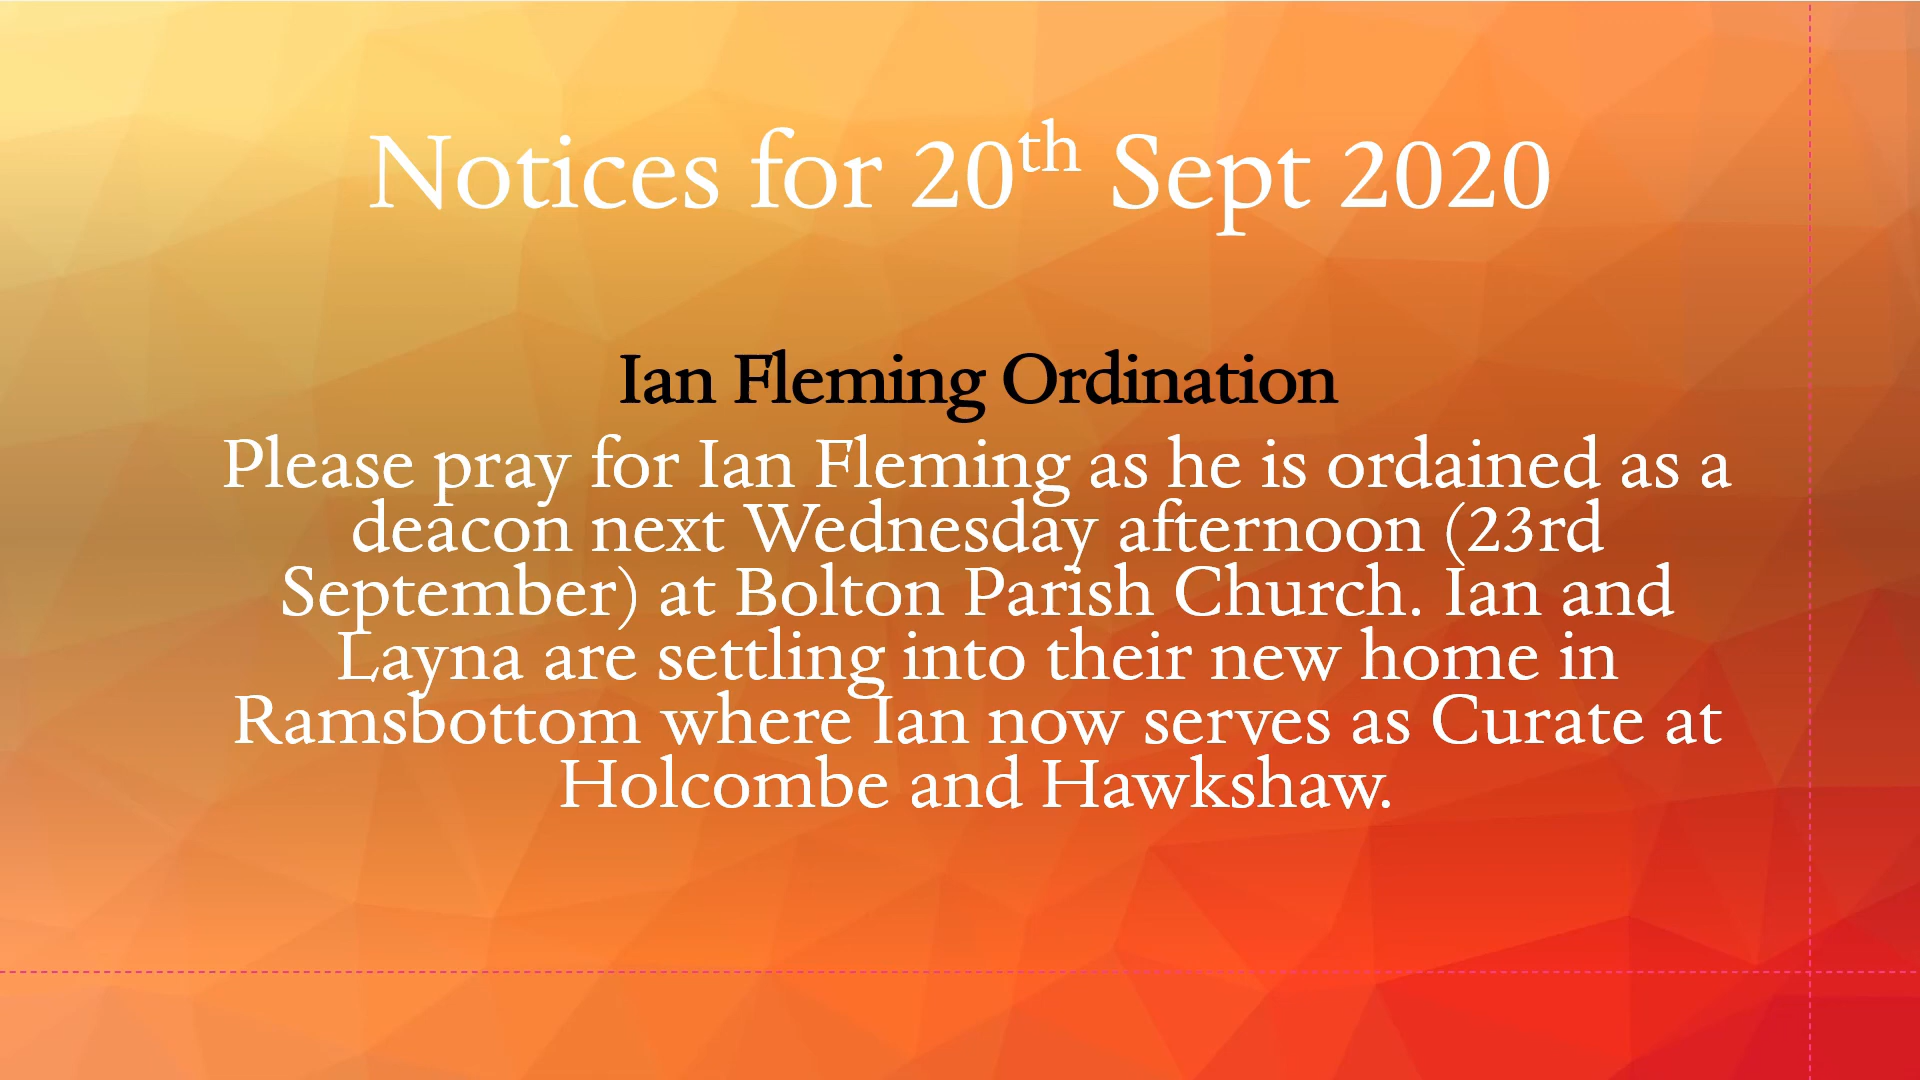 Notices for 20th Sept 2020
Ian Fleming Ordination
Please pray for Ian Fleming as he is ordained as a
deacon next Wednesday afternoon (23rd
September) at Bolton Parish Church. Ian and
Layna are settling into their new home in
Ramsbottom where Ian now serves as Curate at
Holcombe and Hawkshaw.